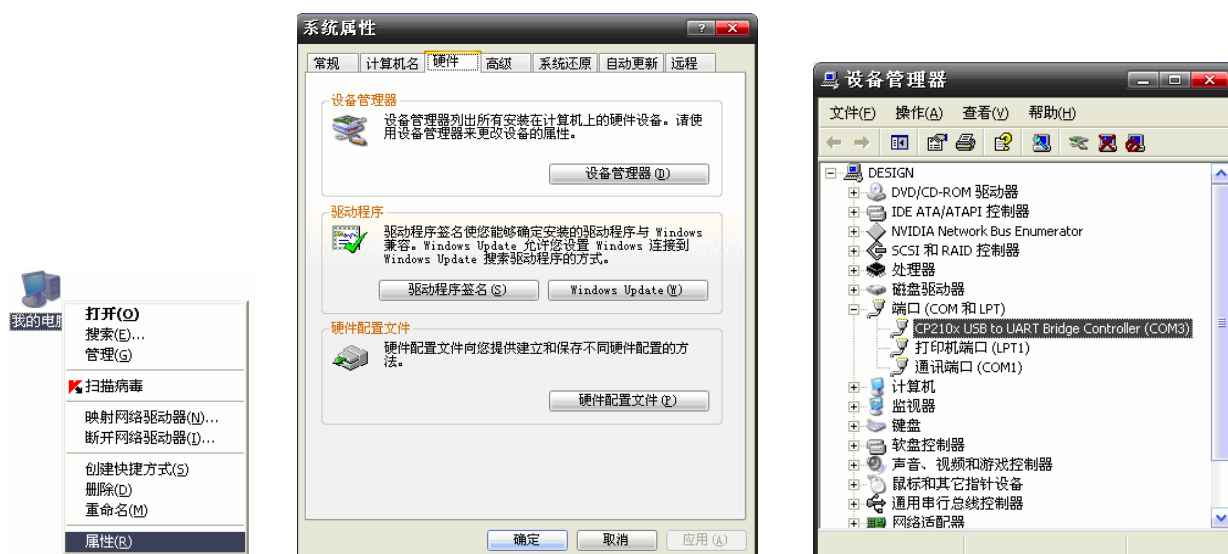 我的电脑
打开(O)
搜索(E)...
管理(G)
扫描病毒
映射网络驱动器(N)...
断开网络驱动器(I)...
创建快捷方式(S)
删除(D)
重命名(M)
属性(R)
系统属性
常规 计算机名 硬件 高级 系统还原 自动更新 远程
设备管理器
设备管理器列出所有安装在计算机上的硬件设备。请使
用设备管理器来更改设备的属性。
设备管理器(D)
驱动程序
驱动程序签名使您能够确定安装的驱动程序与 Windows
兼容。Windows Update 允许您设置 Windows 连接到
Windows Update 搜索驱动程序的方式。
驱动程序签名(S) Windows Update(W)
硬件配置文件
硬件配置文件向您提供建立和保存不同硬件配置的方
法。
硬件配置文件(P)
确定 取消 应用(A)
设备管理器
文件(F) 操作(A) 查看(V) 帮助(H)
DESIGN
DVD/CD-ROM 驱动器
IDE ATA/ATAPI 控制器
NVIDIA Network Bus Enumerator
SCSI 和 RAID 控制器
处理器
磁盘驱动器
端口 (COM 和 LPT)
CP210x USB to UART Bridge Controller (COM3)
打印机端口 (LPT1)
通讯端口 (COM1)
计算机
监视器
键盘
软盘控制器
声音、视频和游戏控制器
鼠标和其它指针设备
通用串行总线控制器
网络适配器